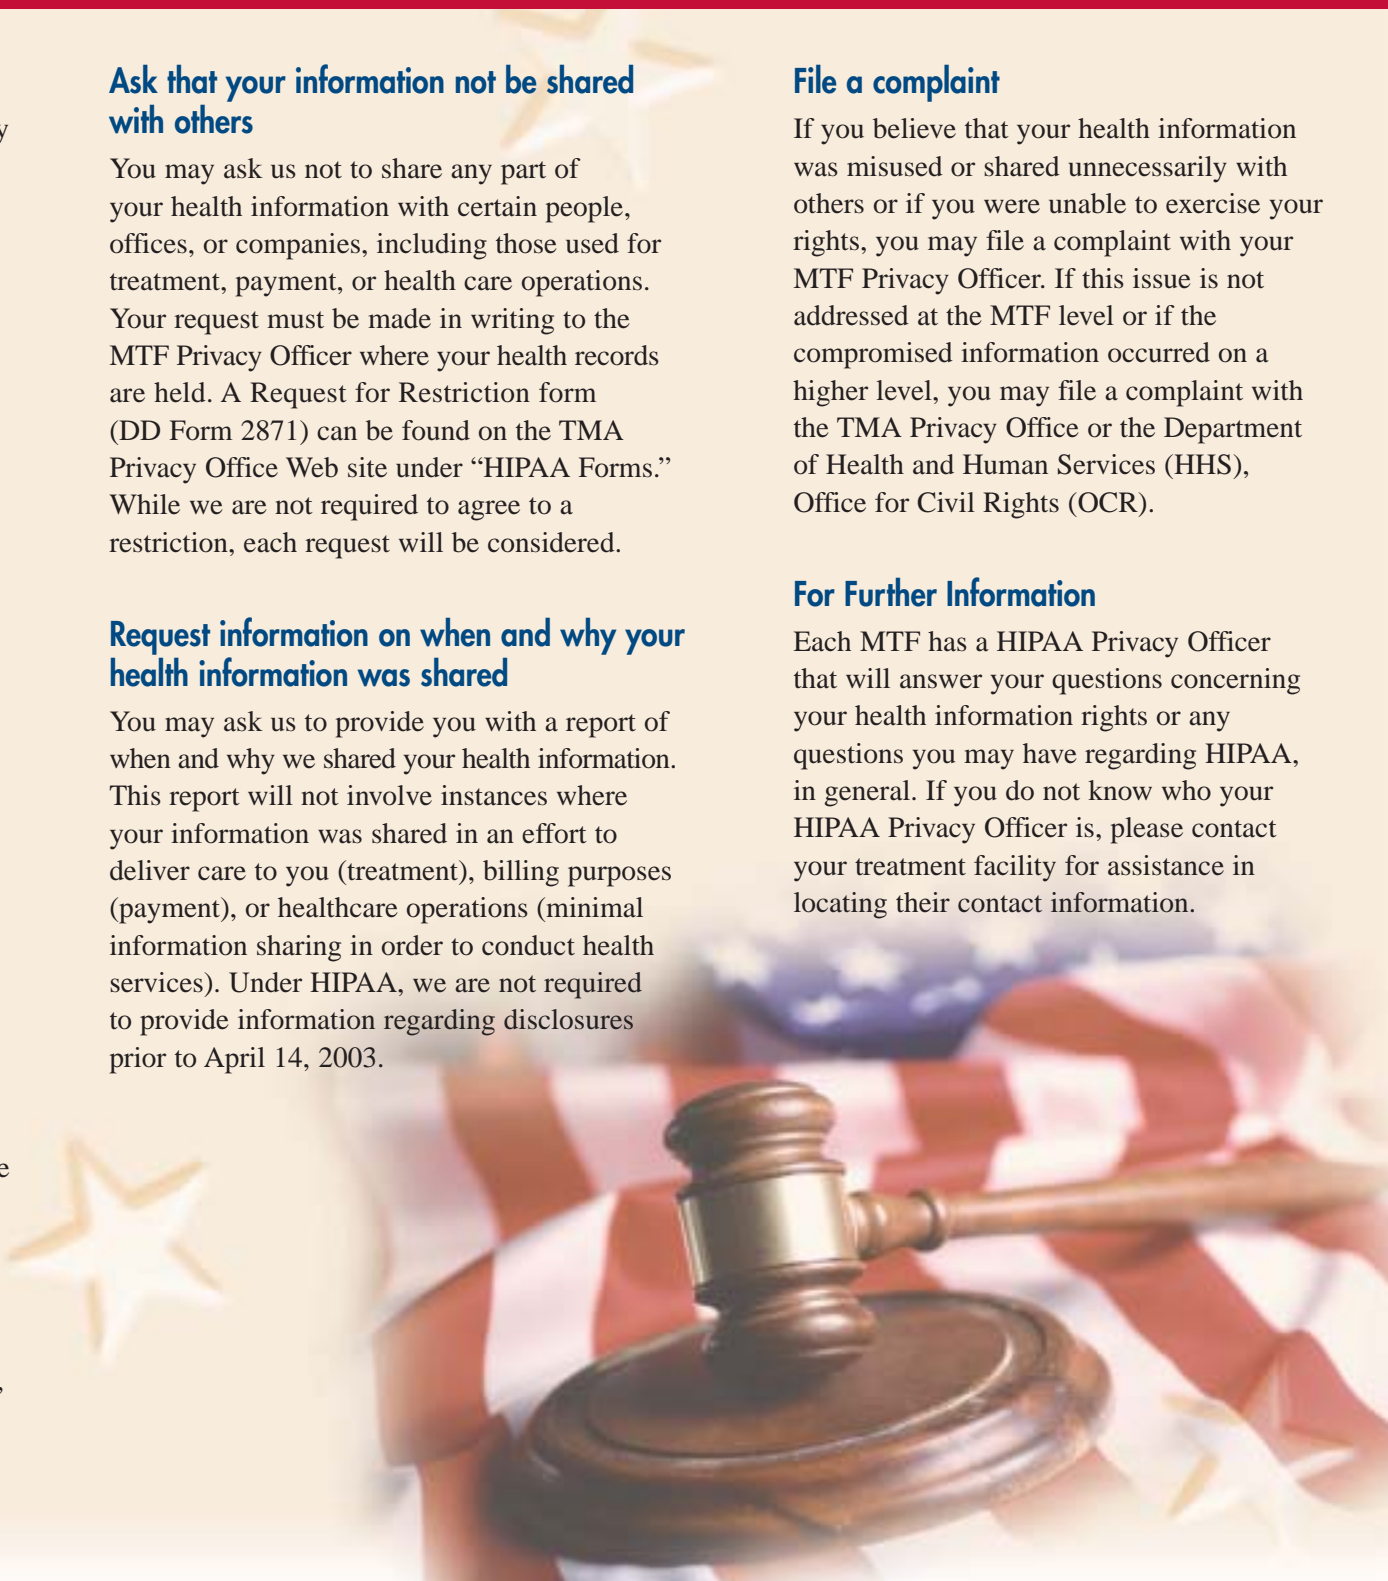 y
e
,
Ask that your information not be shared
with others
You may ask us not to share any part of
your health information with certain people,
offices, or companies, including those used for
treatment, payment, or health care operations.
Your request must be made in writing to the
MTF Privacy Officer where your health records
are held. A Request for Restriction form
(DD Form 2871) can be found on the TMA
Privacy Office Web site under “HIPAA Forms.”
While we are not required to agree to a
restriction, each request will be considered.
Request information on when and why your
health information was shared
You may ask us to provide you with a report of
when and why we shared your health information.
This report will not involve instances where
your information was shared in an effort to
deliver care to you (treatment), billing purposes
(payment), or healthcare operations (minimal
information sharing in order to conduct health
services). Under HIPAA, we are not required
to provide information regarding disclosures
prior to April 14, 2003.
File a complaint
If you believe that your health information
was misused or shared unnecessarily with
others or if you were unable to exercise your
rights, you may file a complaint with your
MTF Privacy Officer. If this issue is not
addressed at the MTF level or if the
compromised information occurred on a
higher level, you may file a complaint with
the TMA Privacy Office or the Department
of Health and Human Services (HHS),
Office for Civil Rights (OCR).
For Further Information
Each MTF has a HIPAA Privacy Officer
that will answer your questions concerning
your health information rights or any
questions you may have regarding HIPAA,
in general. If you do not know who your
HIPAA Privacy Officer is, please contact
your treatment facility for assistance in
locating their contact information.